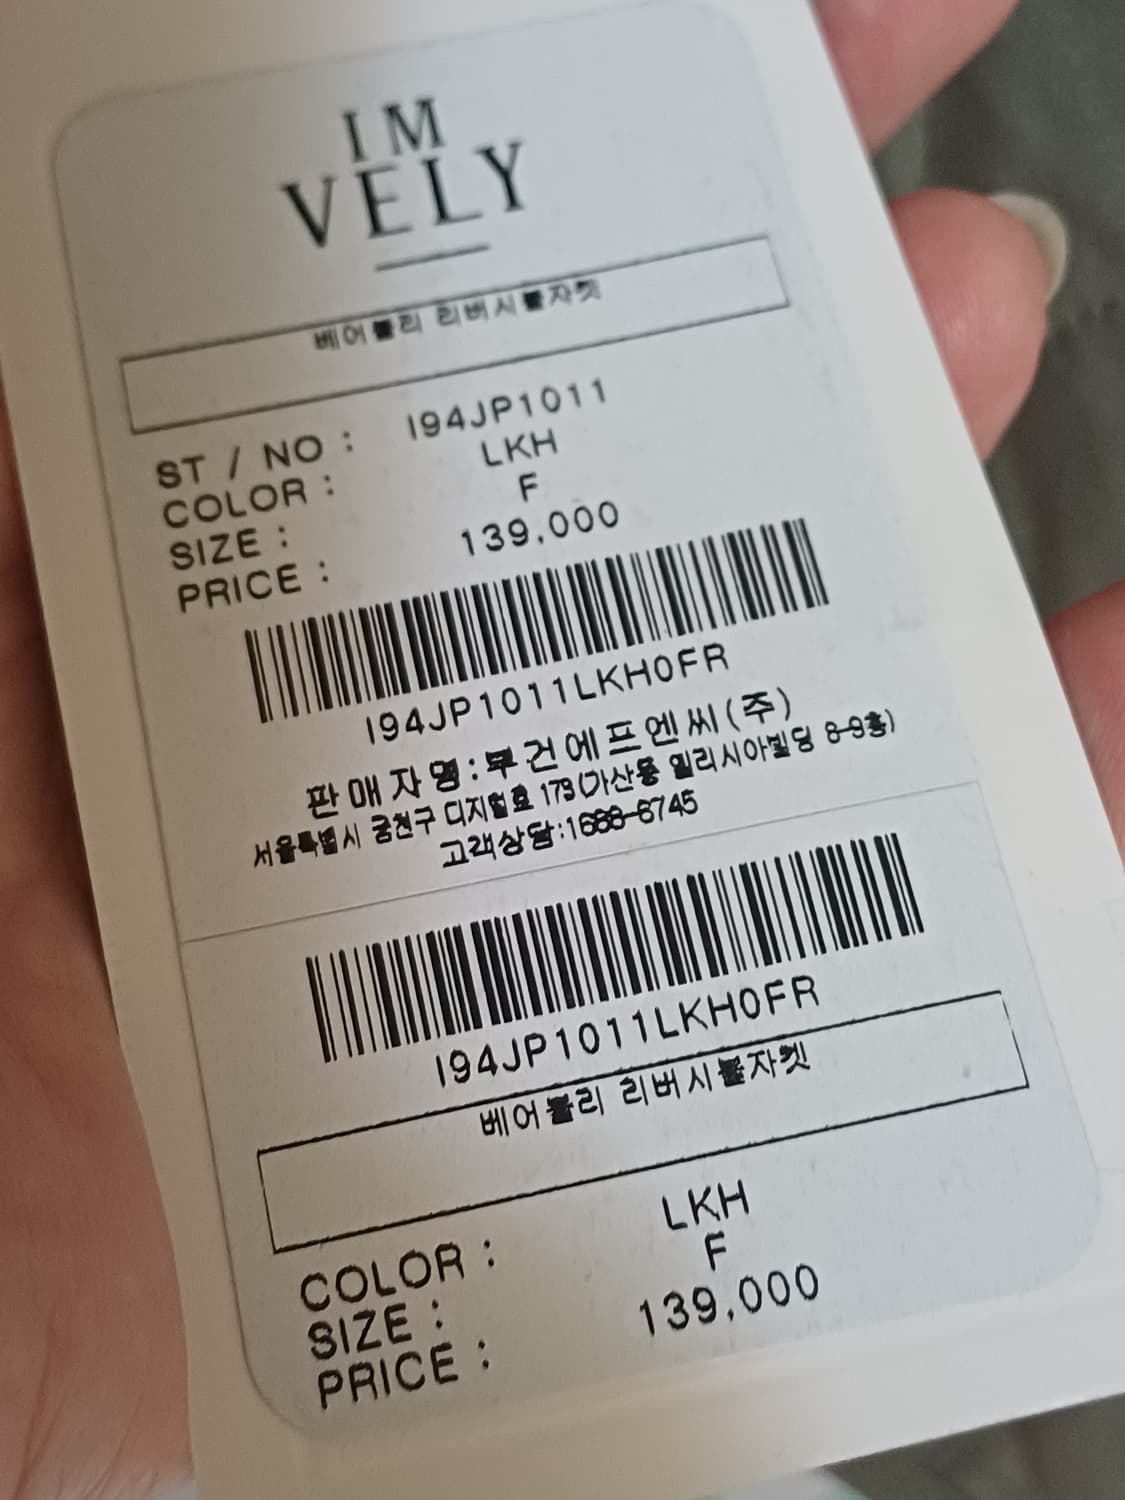 IM
VELY
베어블리 리버시블자켓
ST / NO : I94JP1011
COLOR : LKH
SIZE : F
PRICE : 139,000
I94JP1011LKH0FR
판매자명:부건에프엔씨(주)
서울특별시 금천구 디지털로 179(가산동 밀리시아빌딩 8-9층)
고객상담:1688-6745
I94JP1011LKH0FR
베어블리 리버시블자켓
COLOR : LKH
SIZE : F
PRICE : 139,000